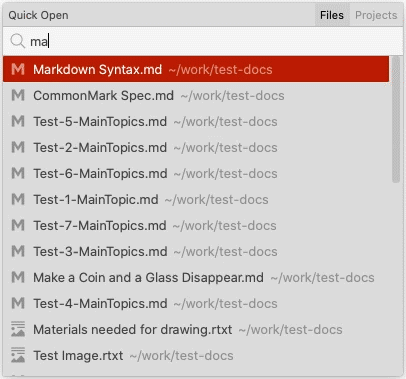 Quick Open Files Projects
ma
Markdown Syntax.md ~/work/test-docs
CommonMark Spec.md ~/work/test-docs
Test-5-MainTopics.md ~/work/test-docs
Test-2-MainTopics.md ~/work/test-docs
Test-6-MainTopics.md ~/work/test-docs
Test-1-MainTopic.md ~/work/test-docs
Test-7-MainTopics.md ~/work/test-docs
Test-3-MainTopics.md ~/work/test-docs
Make a Coin and a Glass Disappear.md ~/work/test-docs
Test-4-MainTopics.md ~/work/test-docs
Materials needed for drawing.rtxt ~/work/test-docs
Test Image.rtxt ~/work/test-docs